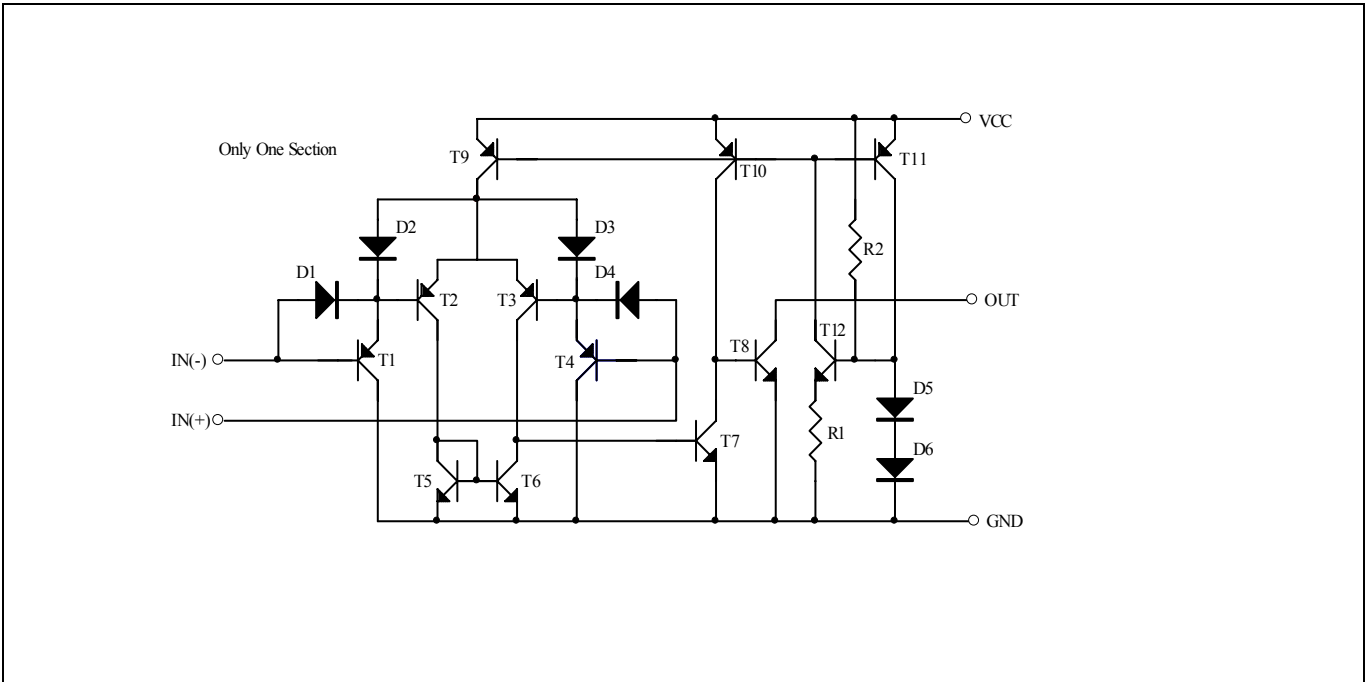 VCC
Only One Section
T9
T10
T11
D2
D3
R2
D1
D4
T2
T3
OUT
T8
T12
IN(-)
T1
T4
D5
IN(+)
R1
T7
D6
T5
T6
GND